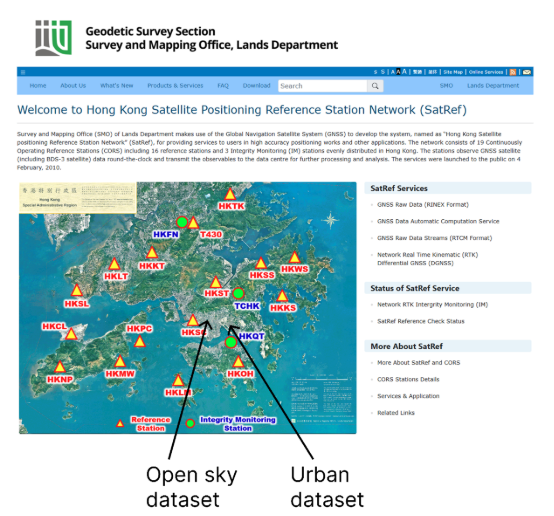 Geodetic Survey Section
Survey and Mapping Office, Lands Department
S S | A A A | 繁體 | 简体 | Site Map | Online Services
Home About Us What's New Products & Services FAQ Download Search SMO Lands Department
Welcome to Hong Kong Satellite Positioning Reference Station Network (SatRef)
Survey and Mapping Office (SMO) of Lands Department makes use of the Global Navigation Satellite System (GNSS) to develop the system, named as "Hong Kong Satellite
positioning Reference Station Network" (SatRef), for providing services to users in high accuracy positioning works and other applications. The network consists of 19 Continuously
Operating Reference Stations (CORS) including 16 reference stations and 3 Integrity Monitoring (IM) stations evenly distributed in Hong Kong. The stations observe GNSS satellite
(including BDS-3 satellite) data round-the-clock and transmit the observables to the data centre for further processing and analysis. The services were launched to the public on 4
February, 2010.
香港特別行政區
Hong Kong
Special Administrative Region
HKTK
HKFN
T430
HKKT
HKLT
HKSS
HKWS
HKSL
HKST
TCHK
HKKS
HKCL
HKPC
HKSC
HKQT
HKNP
HKMW
HKOH
HKLM
Reference
Station
Integrity Monitoring
Station
SatRef Services
GNSS Raw Data (RINEX Format)
GNSS Data Automatic Computation Service
GNSS Raw Data Streams (RTCM Format)
Network Real Time Kinematic (RTK)
Differential GNSS (DGNSS)
Status of SatRef Service
Network RTK Intergrity Monitoring (IM)
SatRef Reference Check Status
More About SatRef
More About SatRef and CORS
CORS Stations Details
Services & Application
Related Links
Open sky
dataset
Urban
dataset